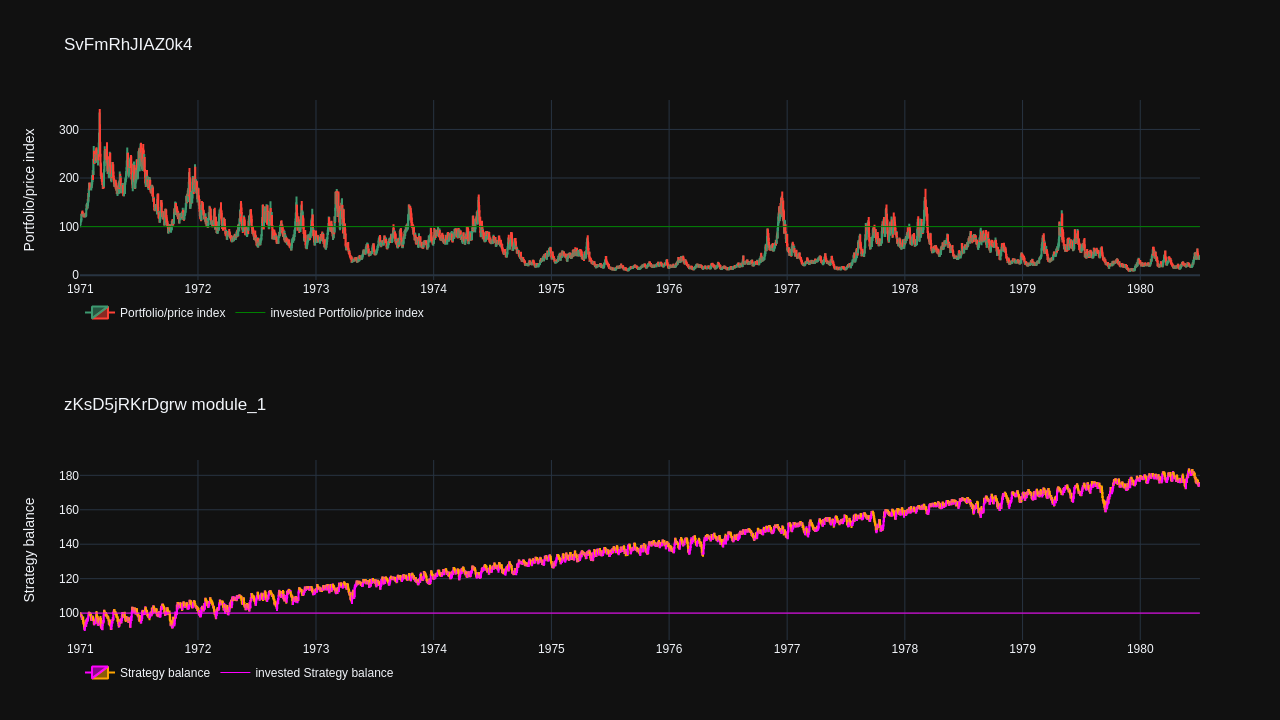 SvFmRhJIAZ0k4
Portfolio/price index
300
200
100
0
1971 1972 1973 1974 1975 1976 1977 1978 1979 1980
Portfolio/price index invested Portfolio/price index
zKsD5jRKrDgrw module_1
Strategy balance
180
160
140
120
100
1971 1972 1973 1974 1975 1976 1977 1978 1979 1980
Strategy balance invested Strategy balance